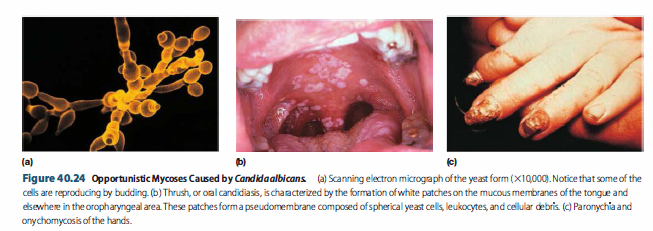 (a)
(b)
(c)
Figure 40.24 Opportunistic Mycoses Caused by Candida albicans. (a) Scanning electron micrograph of the yeast form (×10,000). Notice that some of the
cells are reproducing by budding. (b) Thrush, or oral candidiasis, is characterized by the formation of white patches on the mucous membranes of the tongue and
elsewhere in the oropharyngeal area. These patches form a pseudomembrane composed of spherical yeast cells, leukocytes, and cellular debris. (c) Paronychia and
onychomycosis of the hands.